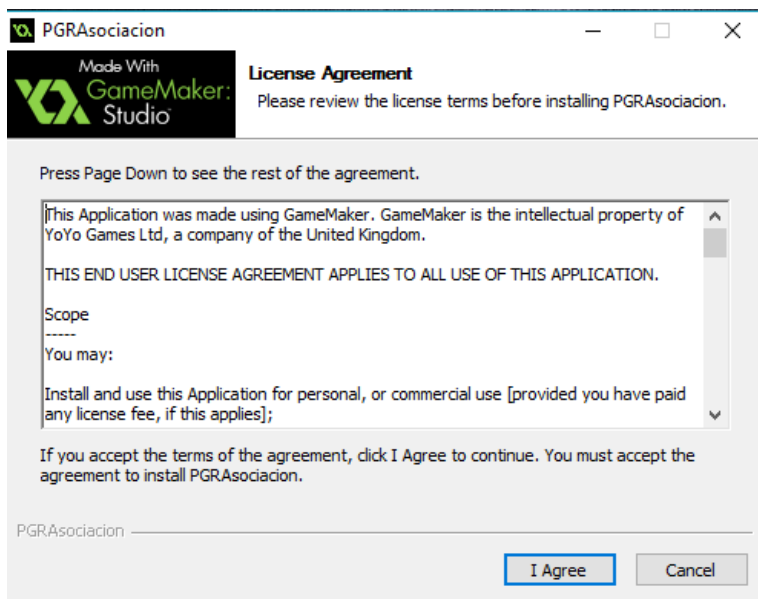 PGRAsociacion
Made With
GameMaker:
Studio
License Agreement
Please review the license terms before installing PGRAsociacion.
Press Page Down to see the rest of the agreement.
This Application was made using GameMaker. GameMaker is the intellectual property of
YoYo Games Ltd, a company of the United Kingdom.
THIS END USER LICENSE AGREEMENT APPLIES TO ALL USE OF THIS APPLICATION.
Scope
-----
You may:
Install and use this Application for personal, or commercial use [provided you have paid
any license fee, if this applies];
If you accept the terms of the agreement, click I Agree to continue. You must accept the
agreement to install PGRAsociacion.
PGRAsociacion
I Agree
Cancel